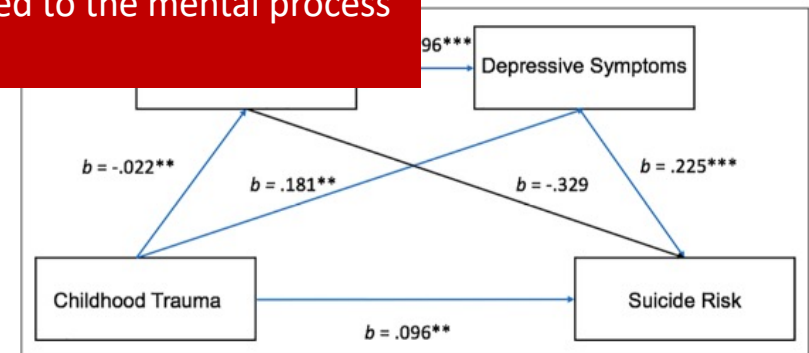 ed to the mental process
96***
Depressive Symptoms
b = -.022**
b = .181**
b = -.329
b = .225***
Childhood Trauma
Suicide Risk
b = .096**